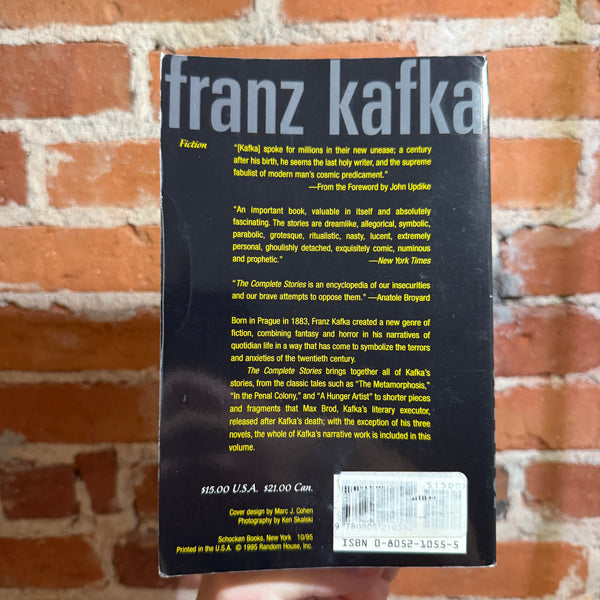 franz kafka
Fiction
"[Kafka] spoke for millions in their new unease; a century
after his birth, he seems the last holy writer, and the supreme
fabulist of modern man's cosmic predicament."
—From the Foreword by John Updike
"An important book, valuable in itself and absolutely
fascinating. The stories are dreamlike, allegorical, symbolic,
parabolic, grotesque, ritualistic, nasty, lucent, extremely
personal, ghoulishly detached, exquisitely comic, numinous
and prophetic." —New York Times
"The Complete Stories is an encyclopedia of our insecurities
and our brave attempts to oppose them." —Anatole Broyard
Born in Prague in 1883, Franz Kafka created a new genre of
fiction, combining fantasy and horror in his narratives of
quotidian life in a way that has come to symbolize the terrors
and anxieties of the twentieth century.
The Complete Stories brings together all of Kafka's
stories, from the classic tales such as "The Metamorphosis,"
"In the Penal Colony," and "A Hunger Artist" to shorter pieces
and fragments that Max Brod, Kafka's literary executor,
released after Kafka's death; with the exception of his three
novels, the whole of Kafka's narrative work is included in this
volume.
$15.00 U.S.A. $21.00 Can.
Cover design by Marc J. Cohen
Photography by Ken Skalski
Schocken Books, New York 10/95
Printed in the U.S.A. © 1995 Random House, Inc.
ISBN 0-8052-1055-5